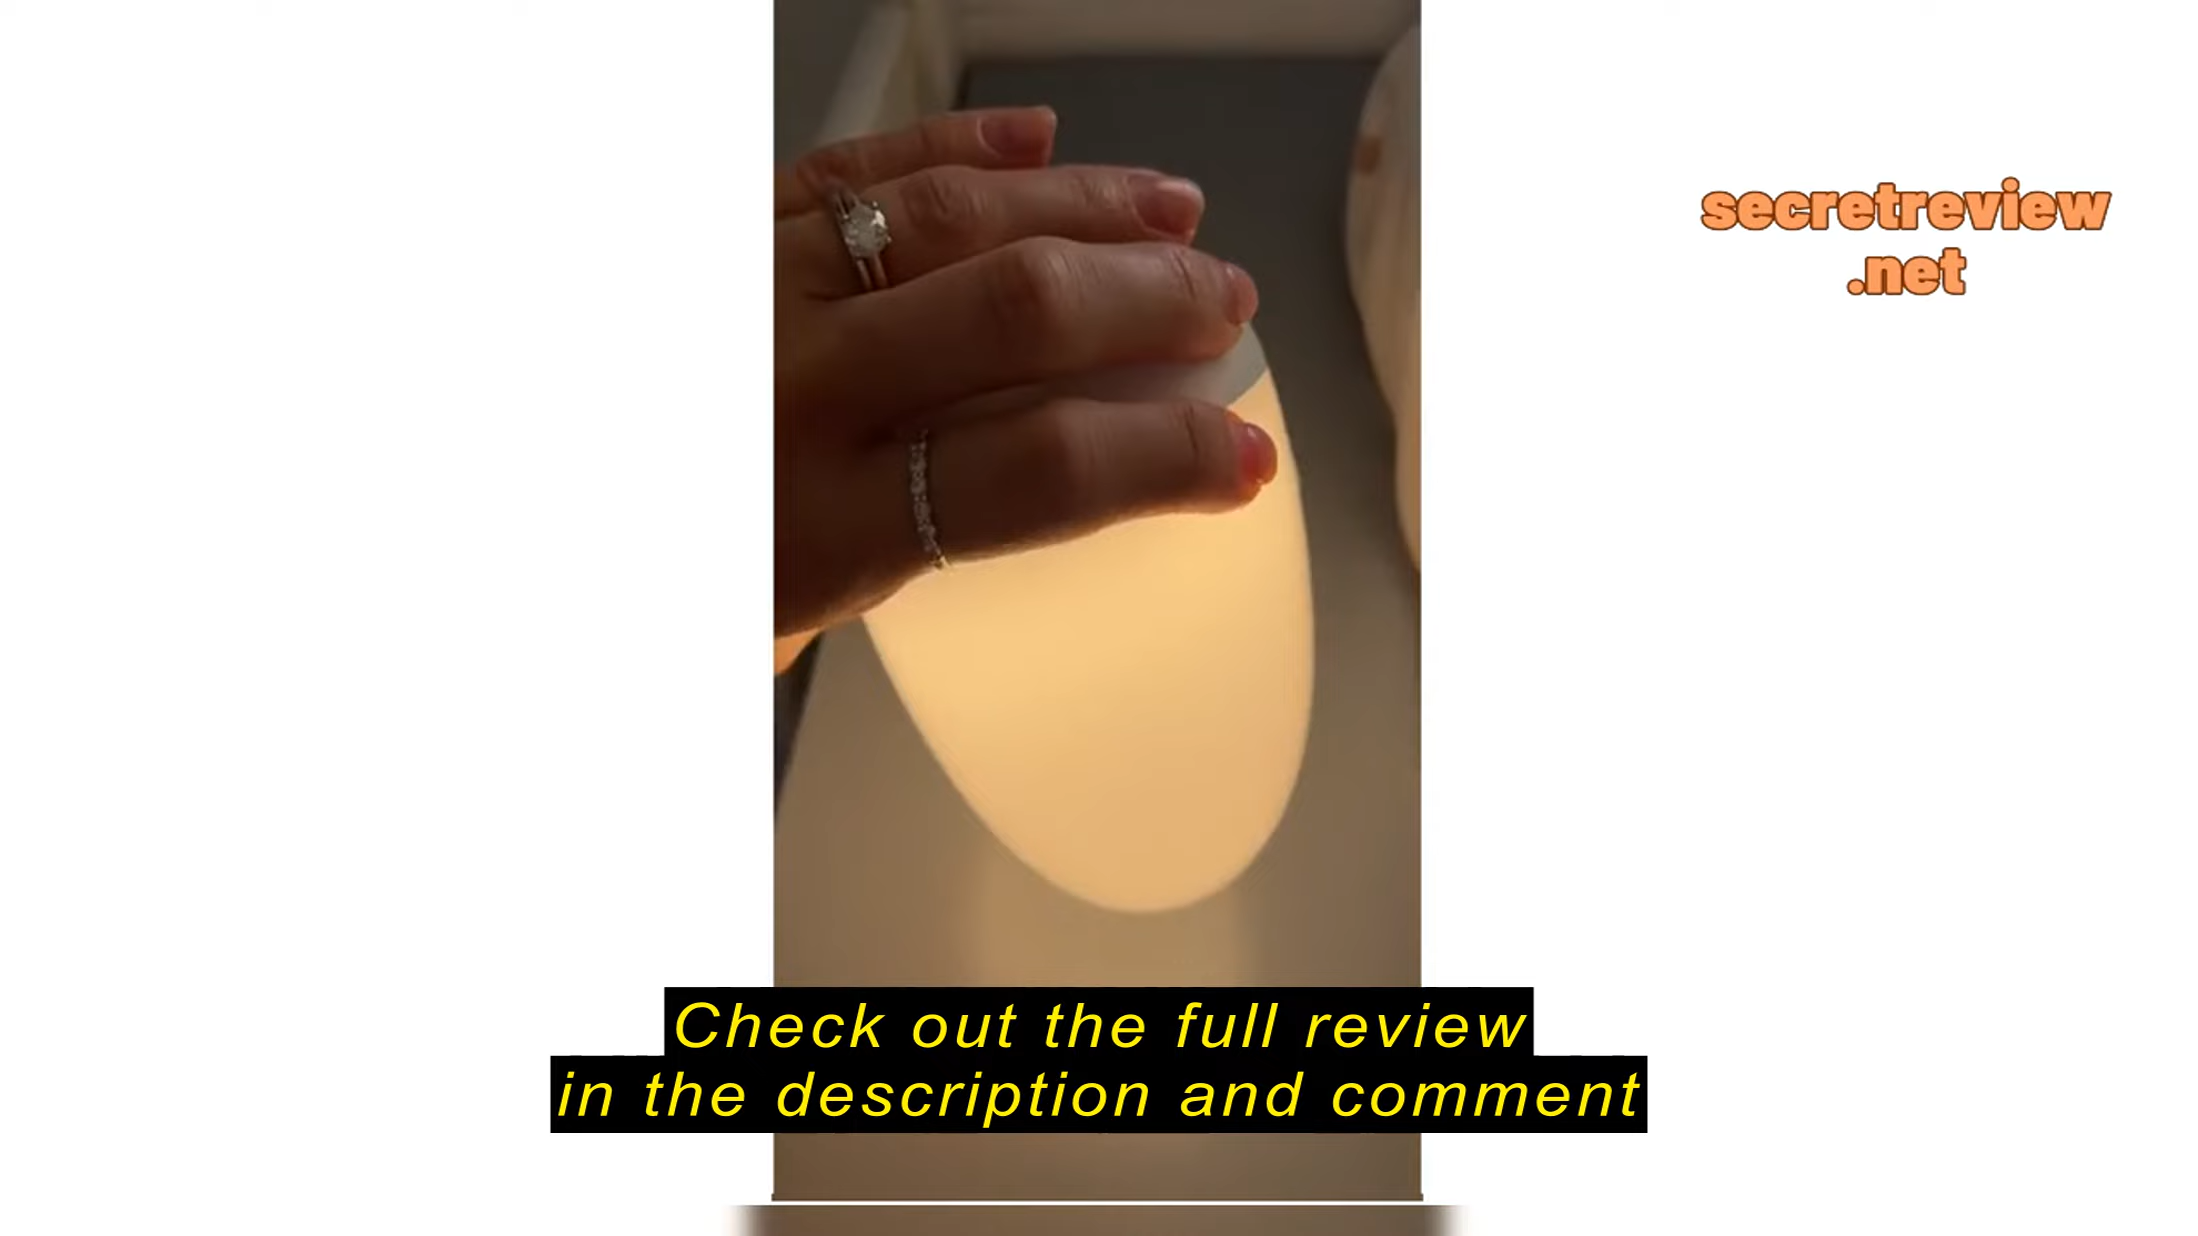 secretreview
.net
Check out the full review
in the description and comment